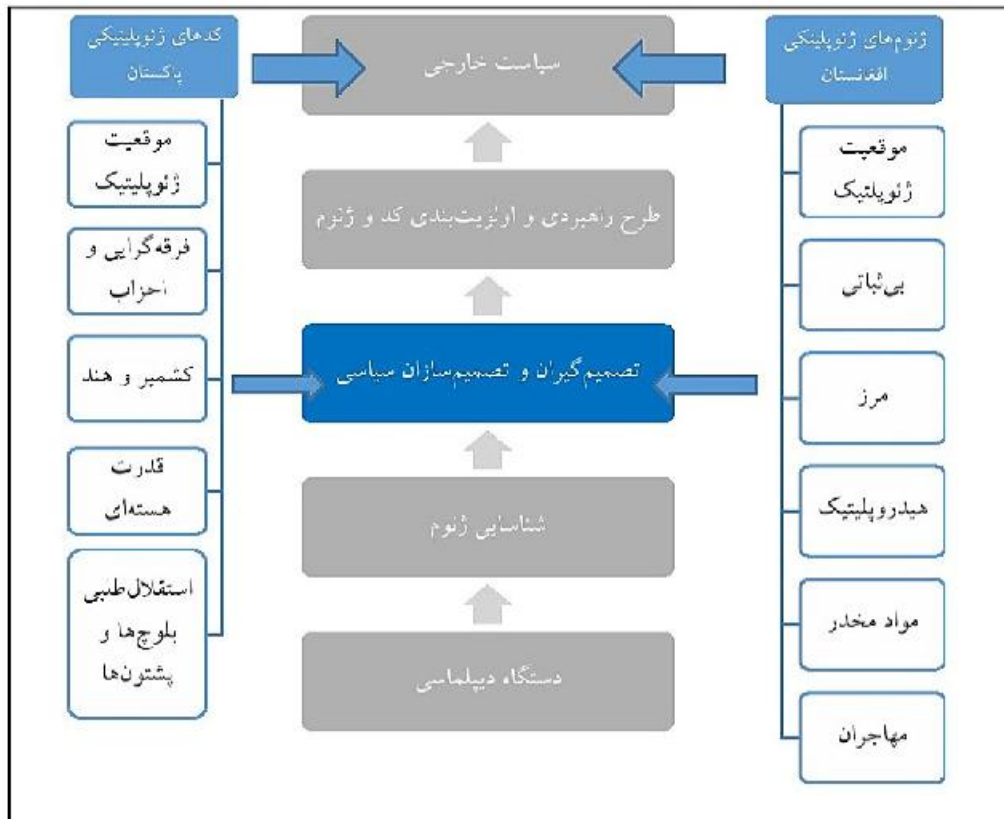 ژنوم‌های ژئوپلیتیکی
افغانستان
موقعیت
ژئوپلتیک
بی‌ثباتی
مرز
هیدروپلیتیک
مواد مخدر
مهاجران
سیاست خارجی
طرح راهبردی و اولویت‌بندی کد و ژنوم
تصمیم‌گیران و تصمیم‌سازان سیاسی
شناسایی ژنوم
دستگاه دیپلماسی
کدهای ژئوپلیتیکی
پاکستان
موقعیت
ژئوپلیتیک
فرقه‌گرایی و
احزاب
کشمیر و هند
قدرت
هسته‌ای
استقلال‌طلبی
بلوچ‌ها و
پشتون‌ها